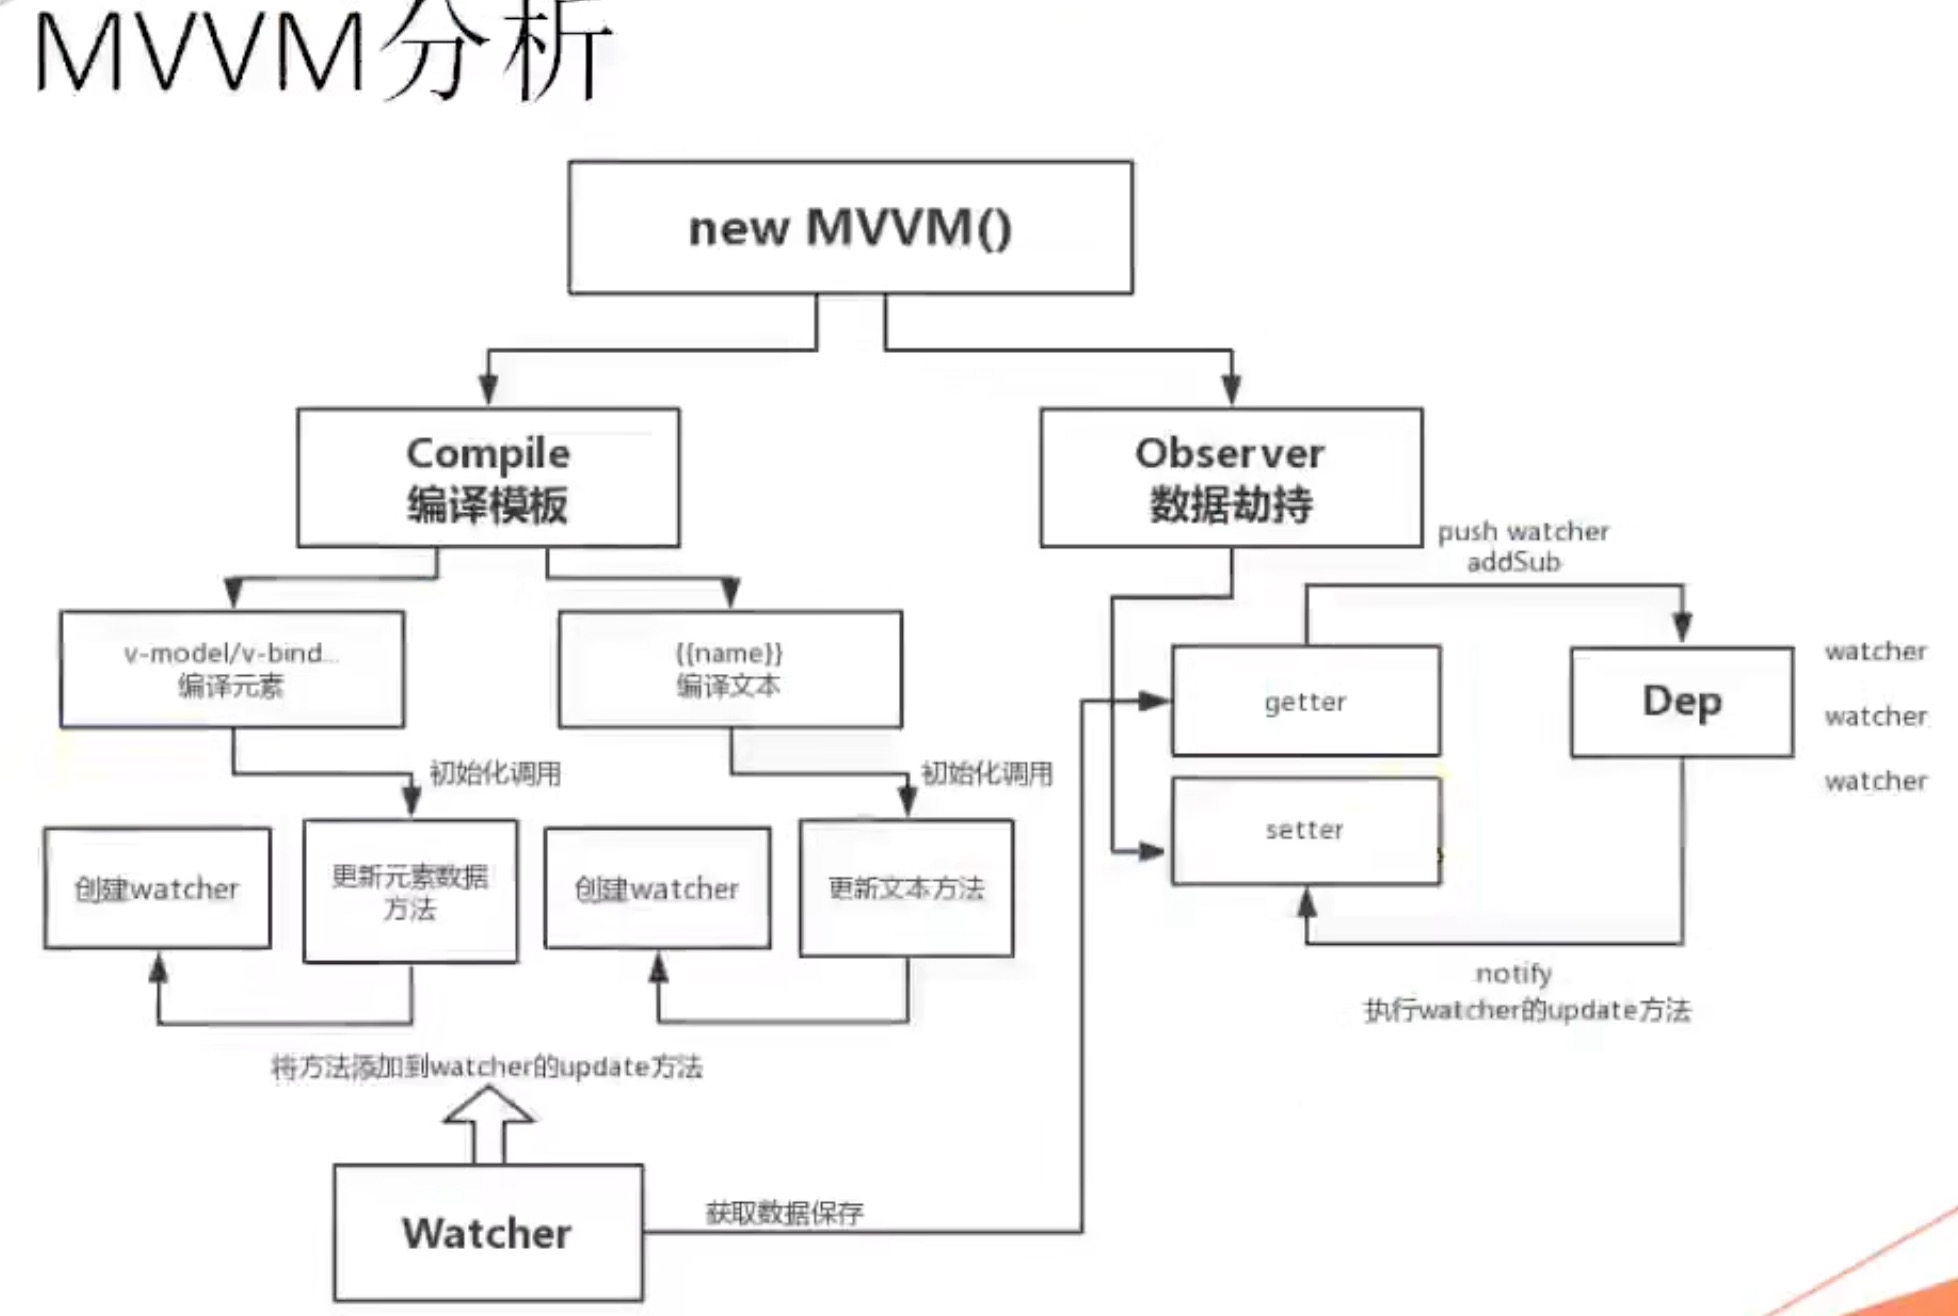 MVVM分析
new MVVM()
Compile
编译模板
Observer
数据劫持
push watcher
addSub
v-model/v-bind...
编译元素
{{name}}
编译文本
getter
Dep
watcher
watcher
watcher
初始化调用
初始化调用
setter
创建watcher
更新元素数据
方法
创建watcher
更新文本方法
notify
执行watcher的update方法
将方法添加到watcher的update方法
Watcher
获取数据保存